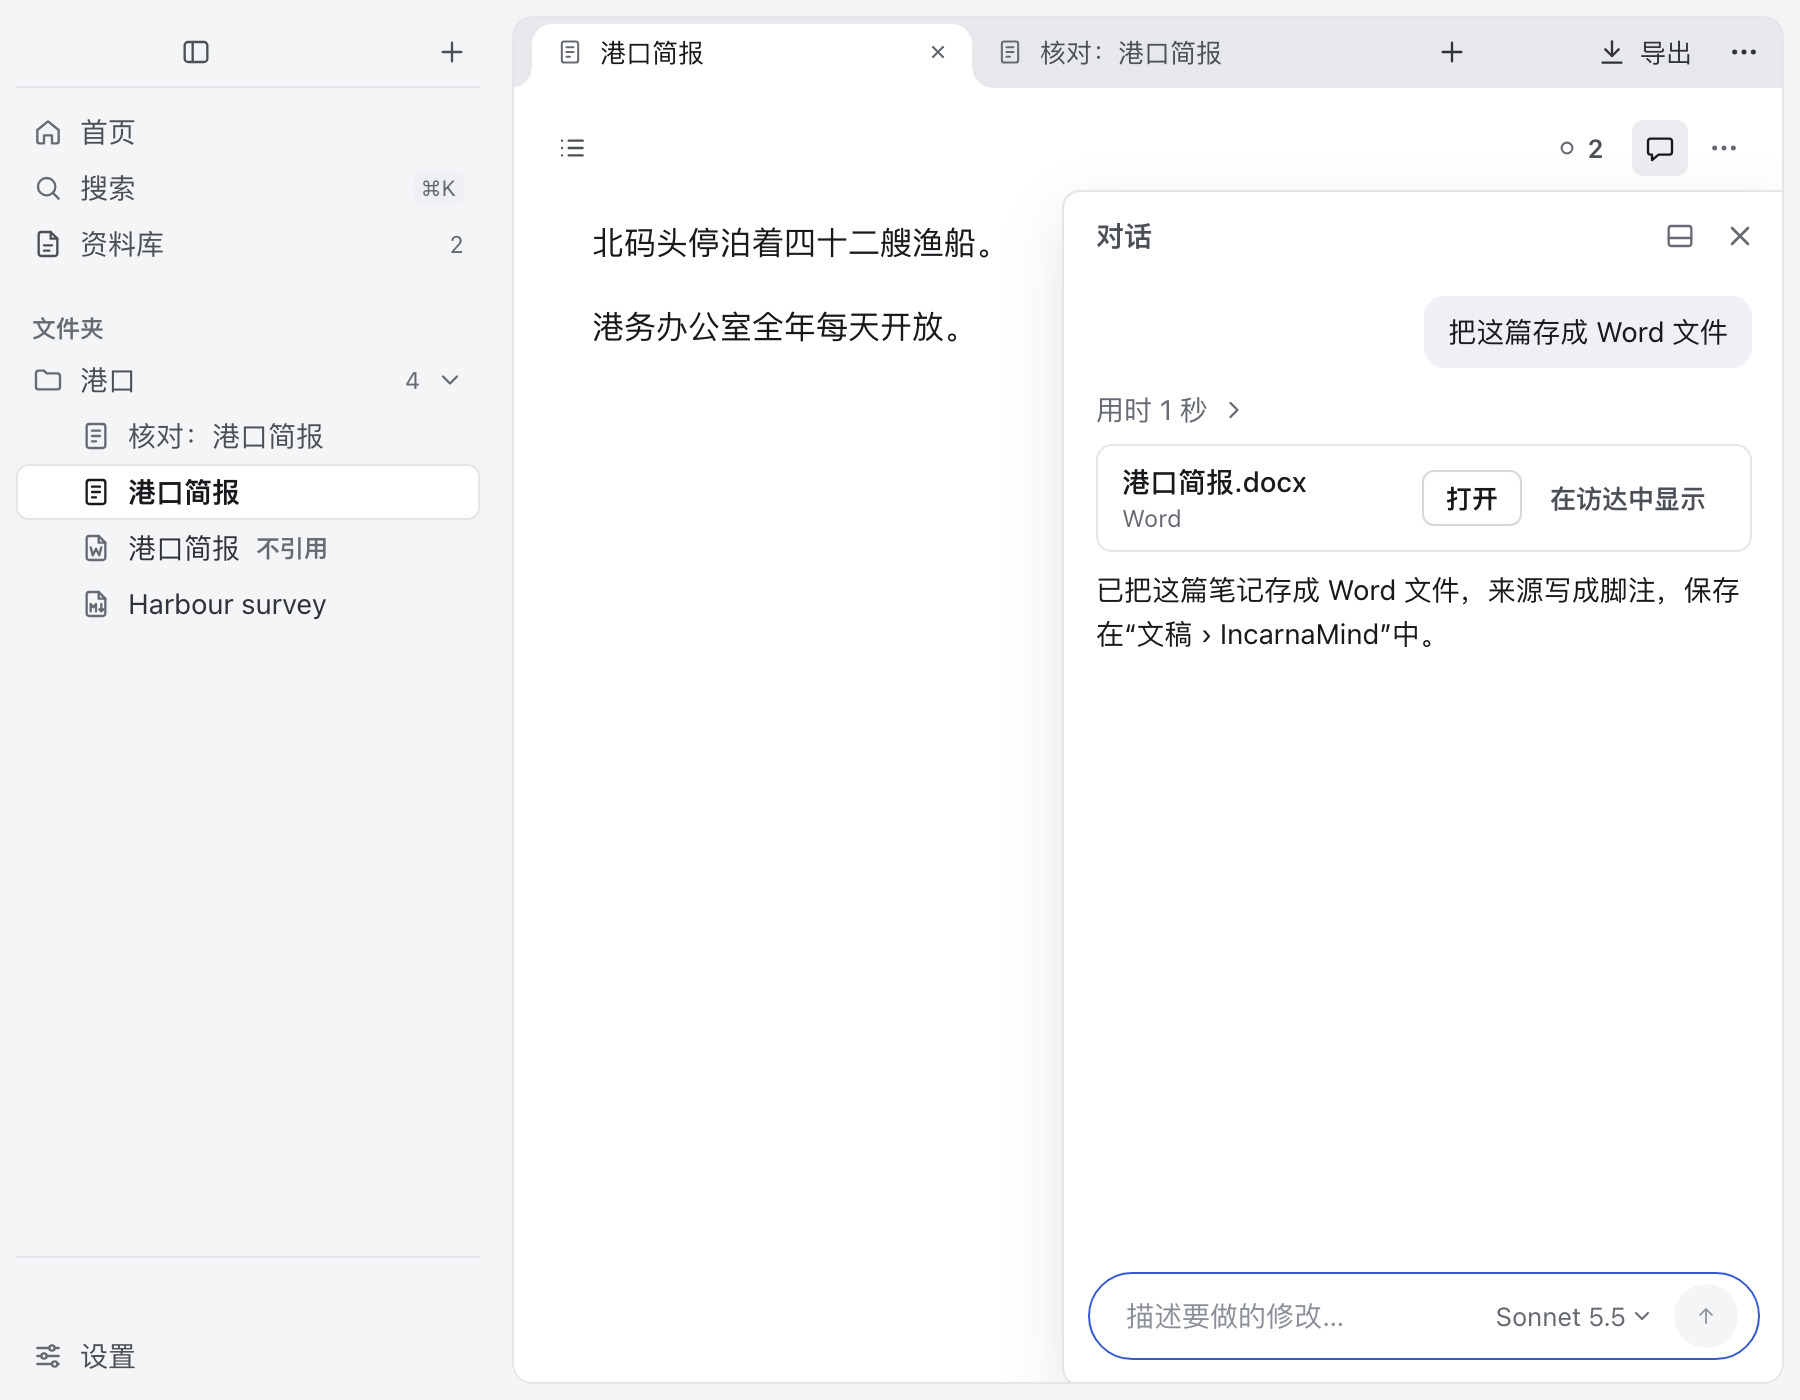 首页
搜索 ⌘K
资料库 2
文件夹
港口 4
核对：港口简报
港口简报
港口简报 不引用
Harbour survey
设置
港口简报
核对：港口简报
导出
2
北码头停泊着四十二艘渔船。
港务办公室全年每天开放。
对话
把这篇存成 Word 文件
用时 1 秒
港口简报.docx
Word
打开
在访达中显示
已把这篇笔记存成 Word 文件，来源写成脚注，保存
在“文稿 › IncarnaMind”中。
描述要做的修改...
Sonnet 5.5